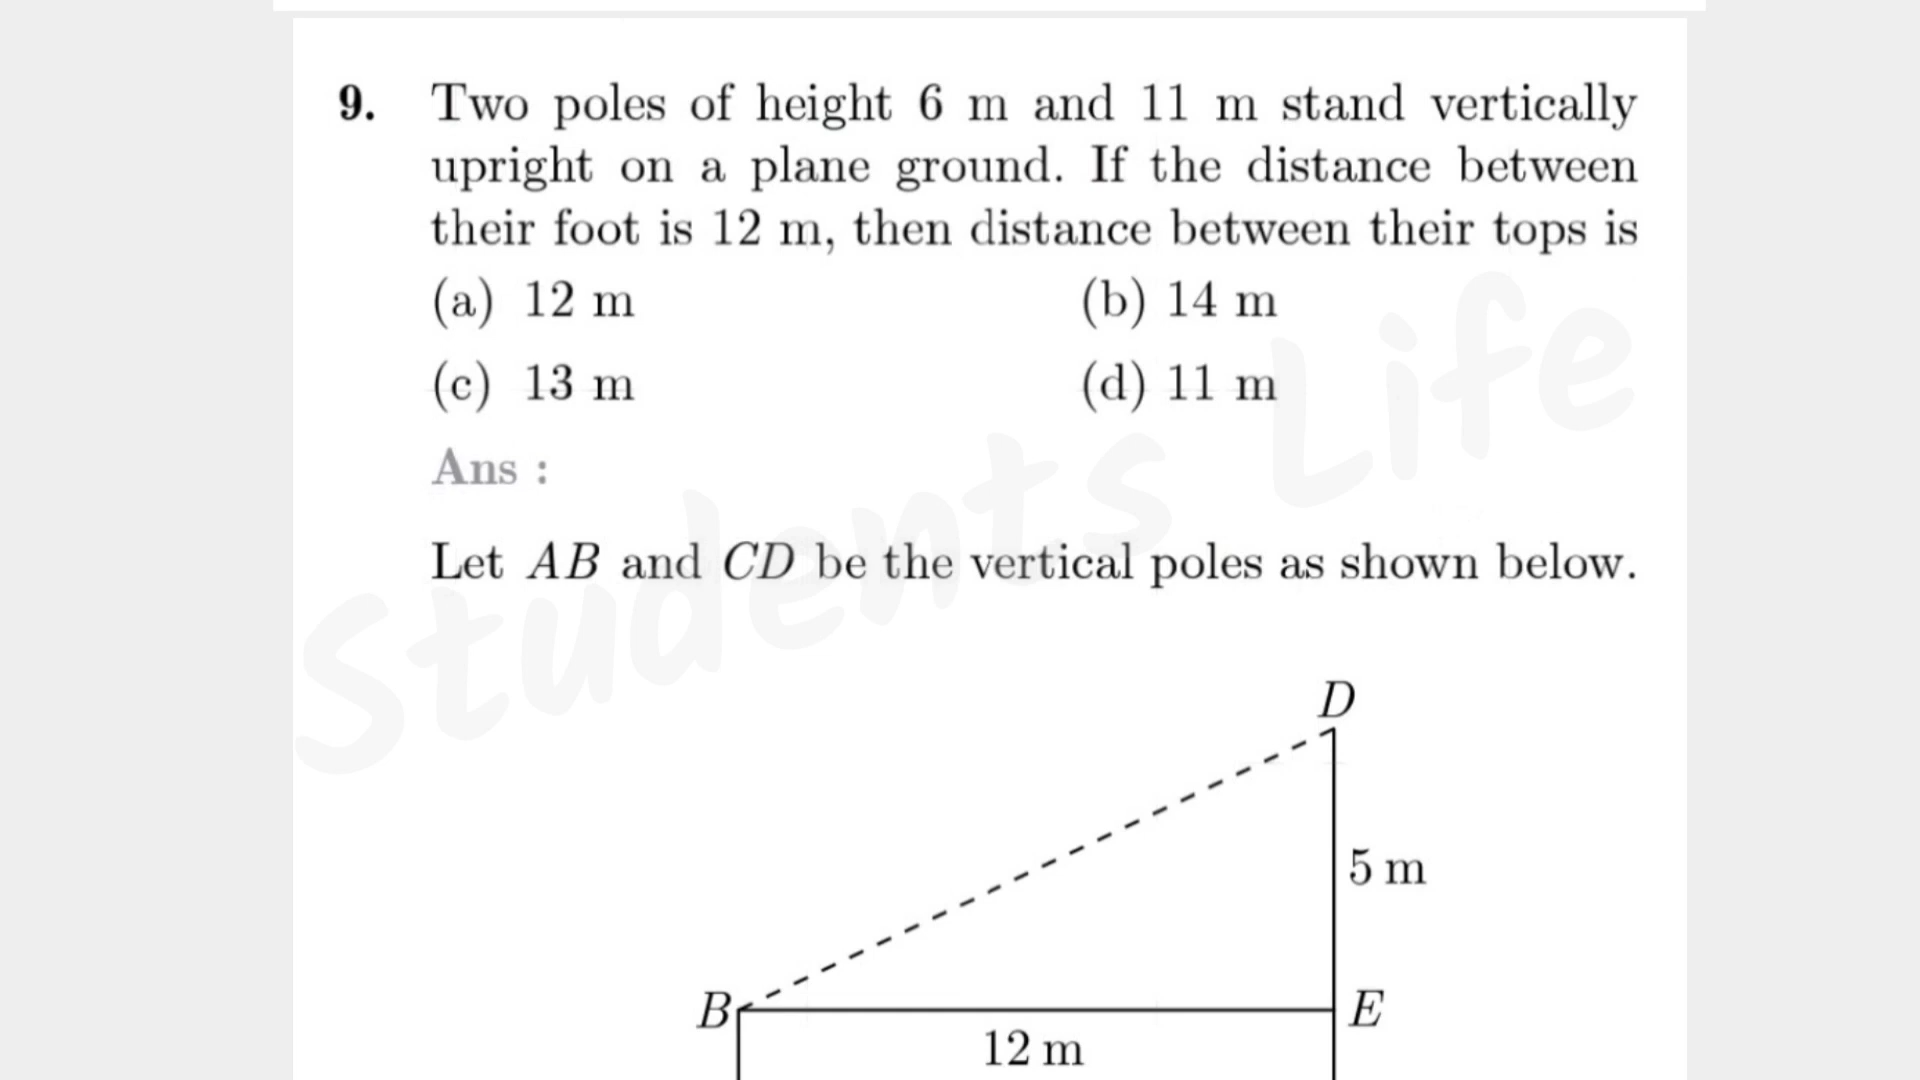 9. Two poles of height 6 m and 11 m stand vertically
upright on a plane ground. If the distance between
their foot is 12 m, then distance between their tops is
(a) 12 m (b) 14 m
(c) 13 m (d) 11 m
Ans :
Let AB and CD be the vertical poles as shown below.
Students Life
D
5 m
B E
12 m